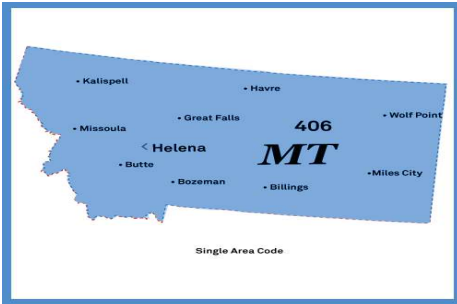 Kalispell
Havre
Great Falls
Wolf Point
406
Missoula
Helena
MT
Butte
Miles City
Bozeman
Billings
Single Area Code